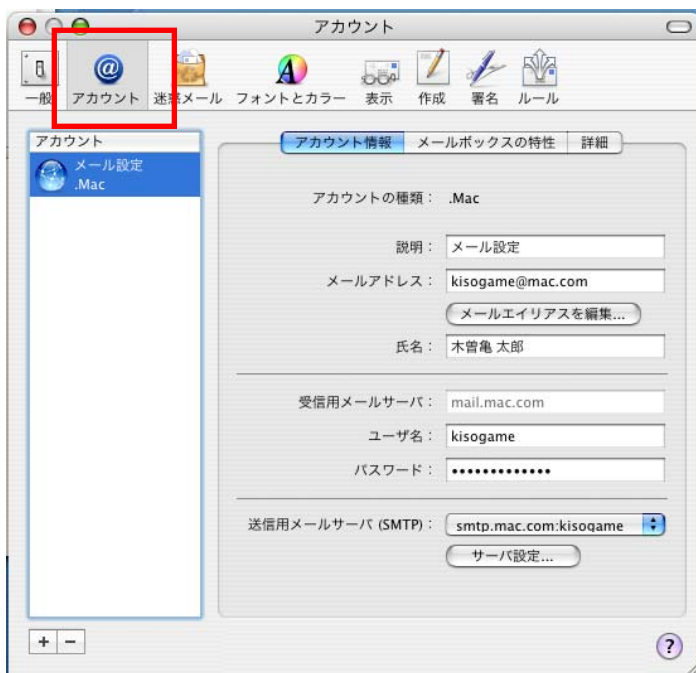 アカウント
一般 アカウント 迷惑メール フォントとカラー 表示 作成 署名 ルール
アカウント
メール設定
.Mac
アカウント情報 メールボックスの特性 詳細
アカウントの種類： .Mac
説明： メール設定
メールアドレス： kisogame@mac.com
メールエイリアスを編集...
氏名： 木曽亀 太郎
受信用メールサーバ： mail.mac.com
ユーザ名： kisogame
パスワード： •••••••••••••
送信用メールサーバ (SMTP)： smtp.mac.com:kisogame
サーバ設定...
+ − ?